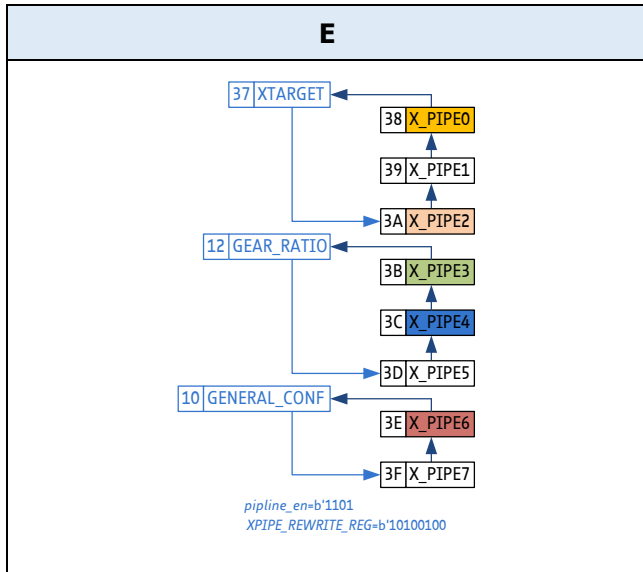 E
37 XTARGET
38 X_PIPE0
39 X_PIPE1
3A X_PIPE2
12 GEAR_RATIO
3B X_PIPE3
3C X_PIPE4
3D X_PIPE5
10 GENERAL_CONF
3E X_PIPE6
3F X_PIPE7
pipline_en=b'1101
XPIPE_REWRITE_REG=b'10100100